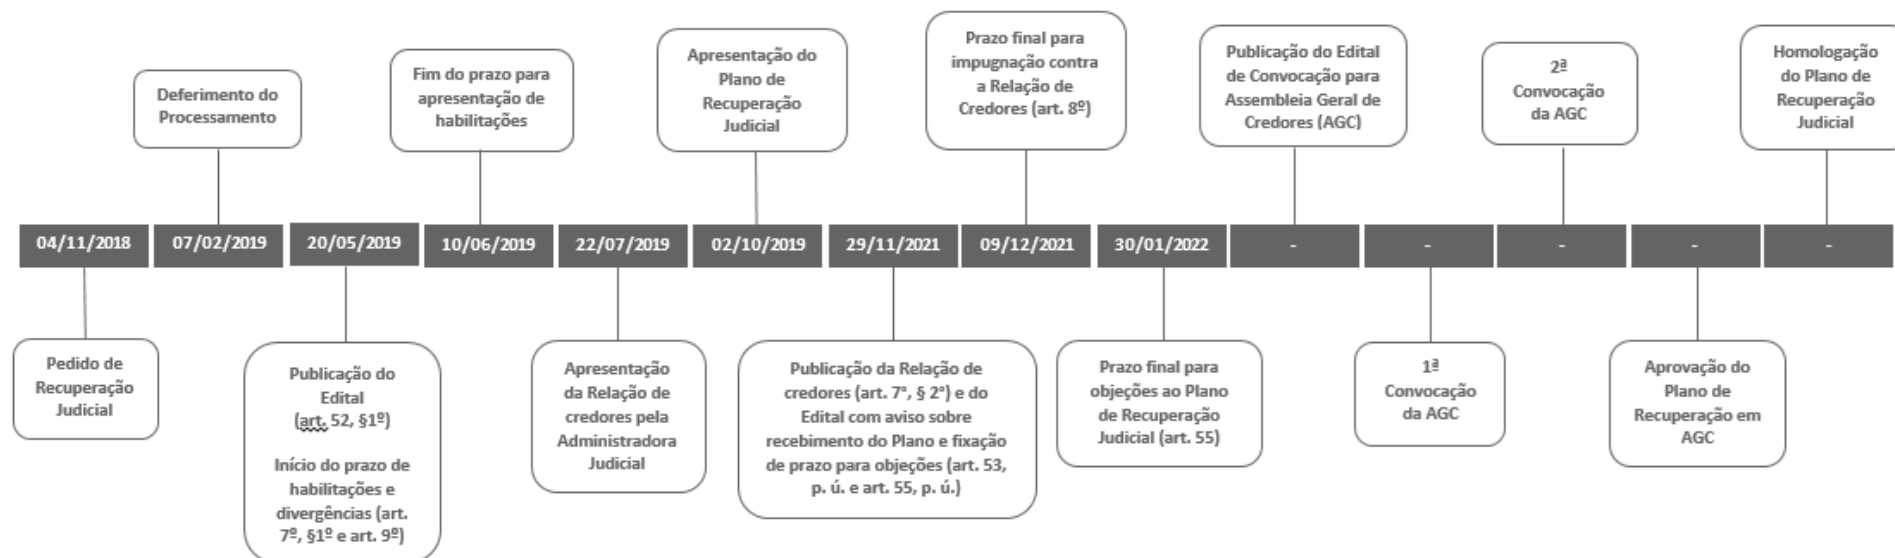 Deferimento do
Processamento
Fim do prazo para
apresentação de
habilitações
Apresentação do
Plano de
Recuperação
Judicial
Prazo final para
impugnação contra
a Relação de
Credores (art. 8º)
Publicação do Edital
de Convocação para
Assembleia Geral de
Credores (AGC)
2ª
Convocação
da AGC
Homologação
do Plano de
Recuperação
Judicial
04/11/2018
07/02/2019
20/05/2019
10/06/2019
22/07/2019
02/10/2019
29/11/2021
09/12/2021
30/01/2022
-
-
-
-
-
Pedido de
Recuperação
Judicial
Publicação do
Edital
(art. 52, §1º)
Início do prazo de
habilitações e
divergências (art.
7º, §1º e art. 9º)
Apresentação
da Relação de
credores pela
Administradora
Judicial
Publicação da Relação de
credores (art. 7°, § 2°) e do
Edital com aviso sobre
recebimento do Plano e fixação
de prazo para objeções (art. 53,
p. ú. e art. 55, p. ú.)
Prazo final para
objeções ao Plano
de Recuperação
Judicial (art. 55)
1ª
Convocação
da AGC
Aprovação do
Plano de
Recuperação em
AGC